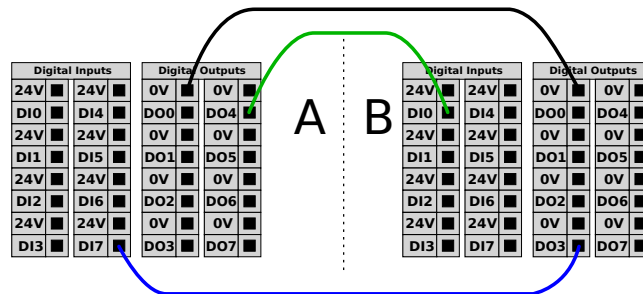 Digital Inputs Digital Outputs A B Digital Inputs Digital Outputs
24V 24V 0V 0V 24V 24V 0V 0V
DI0 DI4 DO0 DO4 DI0 DI4 DO0 DO4
24V 24V 0V 0V 24V 24V 0V 0V
DI1 DI5 DO1 DO5 DI1 DI5 DO1 DO5
24V 24V 0V 0V 24V 24V 0V 0V
DI2 DI6 DO2 DO6 DI2 DI6 DO2 DO6
24V 24V 0V 0V 24V 24V 0V 0V
DI3 DI7 DO3 DO7 DI3 DI7 DO3 DO7